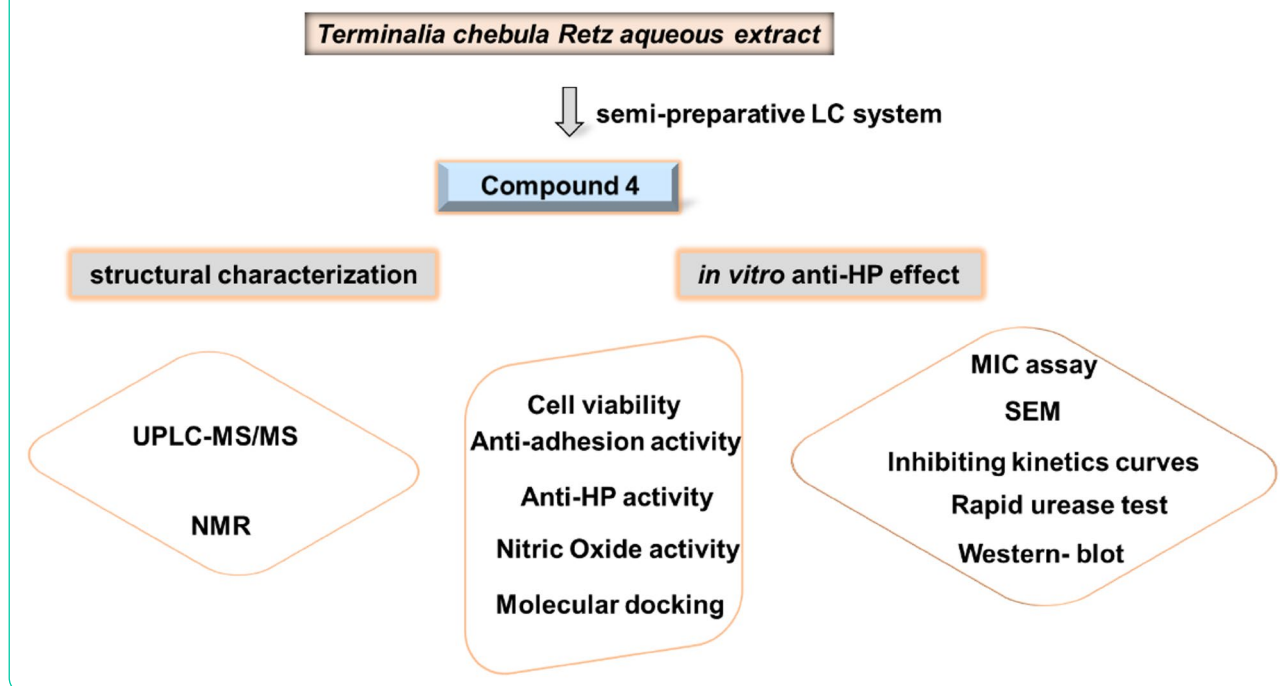 Terminalia chebula Retz aqueous extract
semi-preparative LC system
Compound 4
structural characterization
in vitro anti-HP effect
UPLC-MS/MS
NMR
Cell viability
Anti-adhesion activity
Anti-HP activity
Nitric Oxide activity
Molecular docking
MIC assay
SEM
Inhibiting kinetics curves
Rapid urease test
Western- blot